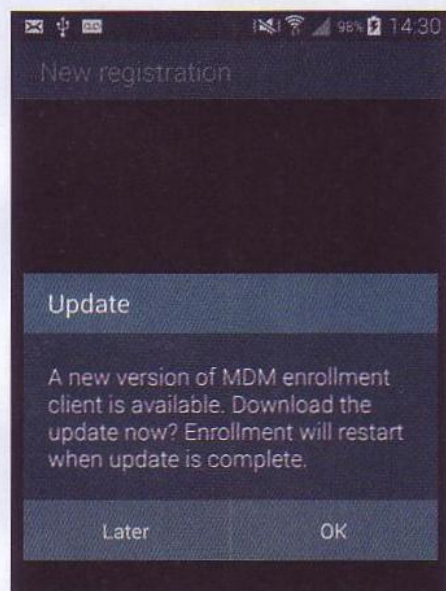 98% 14:30
New registration
Update
A new version of MDM enrollment
client is available. Download the
update now? Enrollment will restart
when update is complete.
Later OK